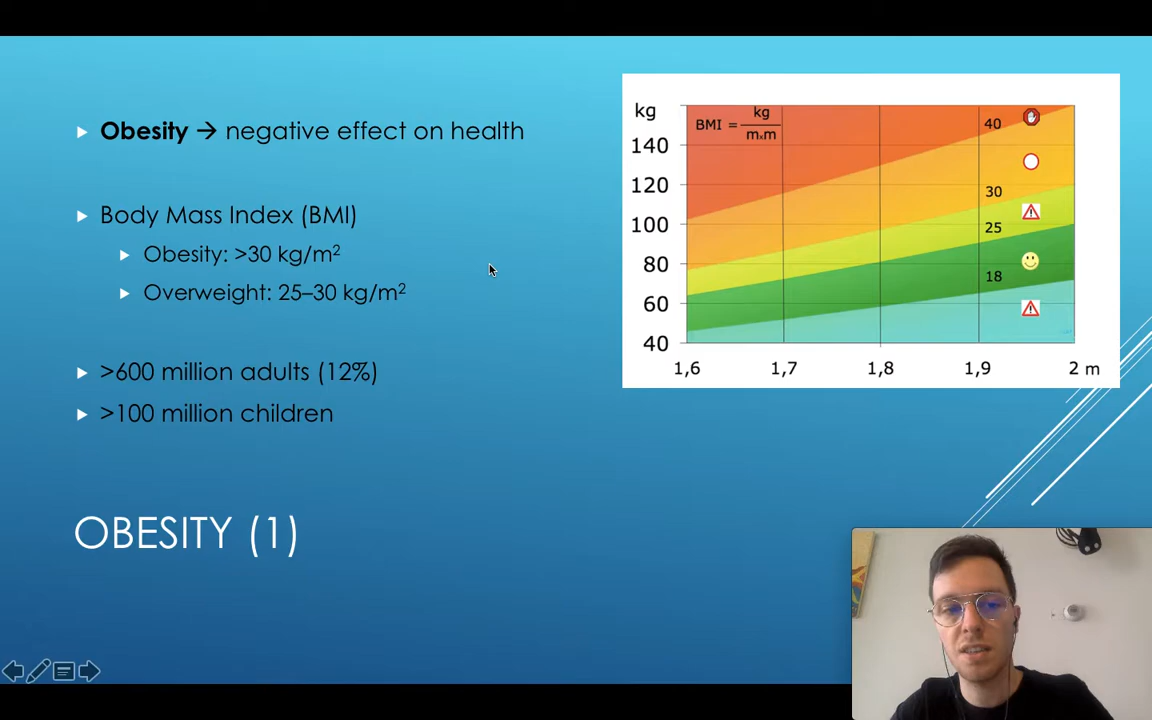 Obesity → negative effect on health
Body Mass Index (BMI)
Obesity: >30 kg/m²
Overweight: 25–30 kg/m²
>600 million adults (12%)
>100 million children
OBESITY (1)
kg
BMI = kg
mxm
140
120
100
80
60
40
40
30
25
18
1,6 1,7 1,8 1,9 2 m